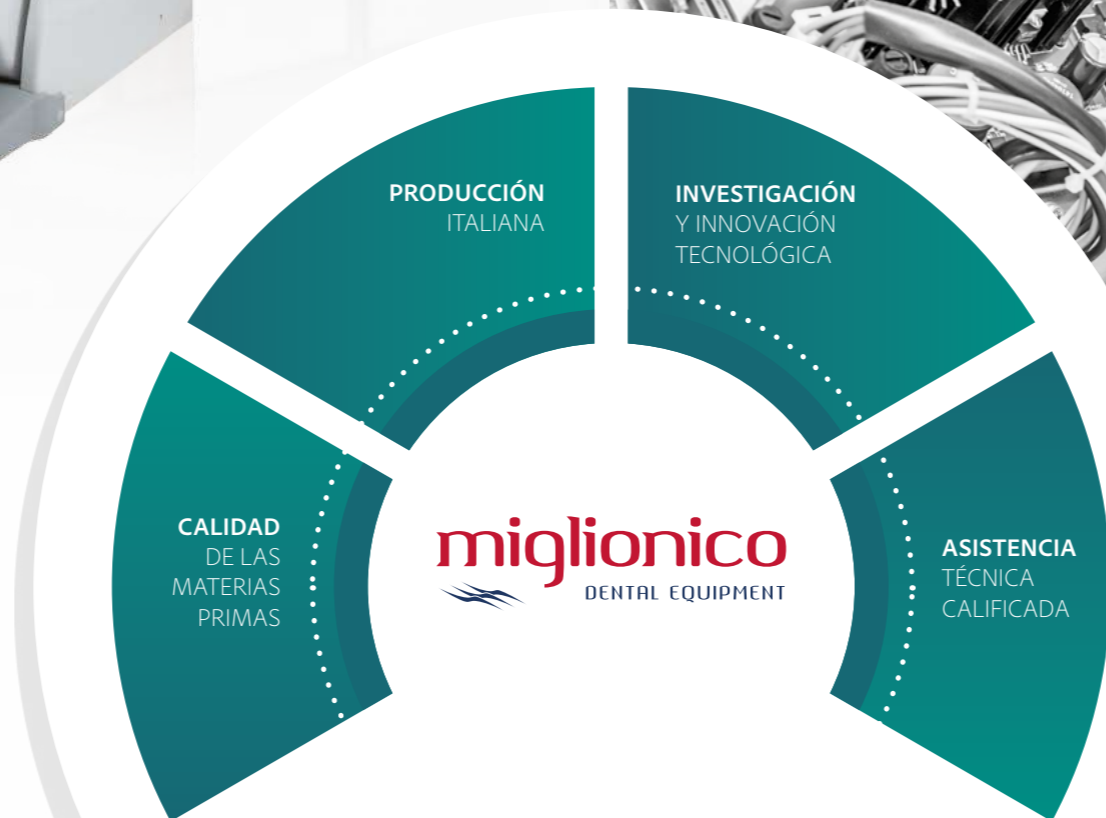 PRODUCCIÓN
ITALIANA
INVESTIGACIÓN
Y INNOVACIÓN
TECNOLÓGICA
CALIDAD
DE LAS
MATERIAS
PRIMAS
miglionico
DENTAL EQUIPMENT
ASISTENCIA
TÉCNICA
CALIFICADA